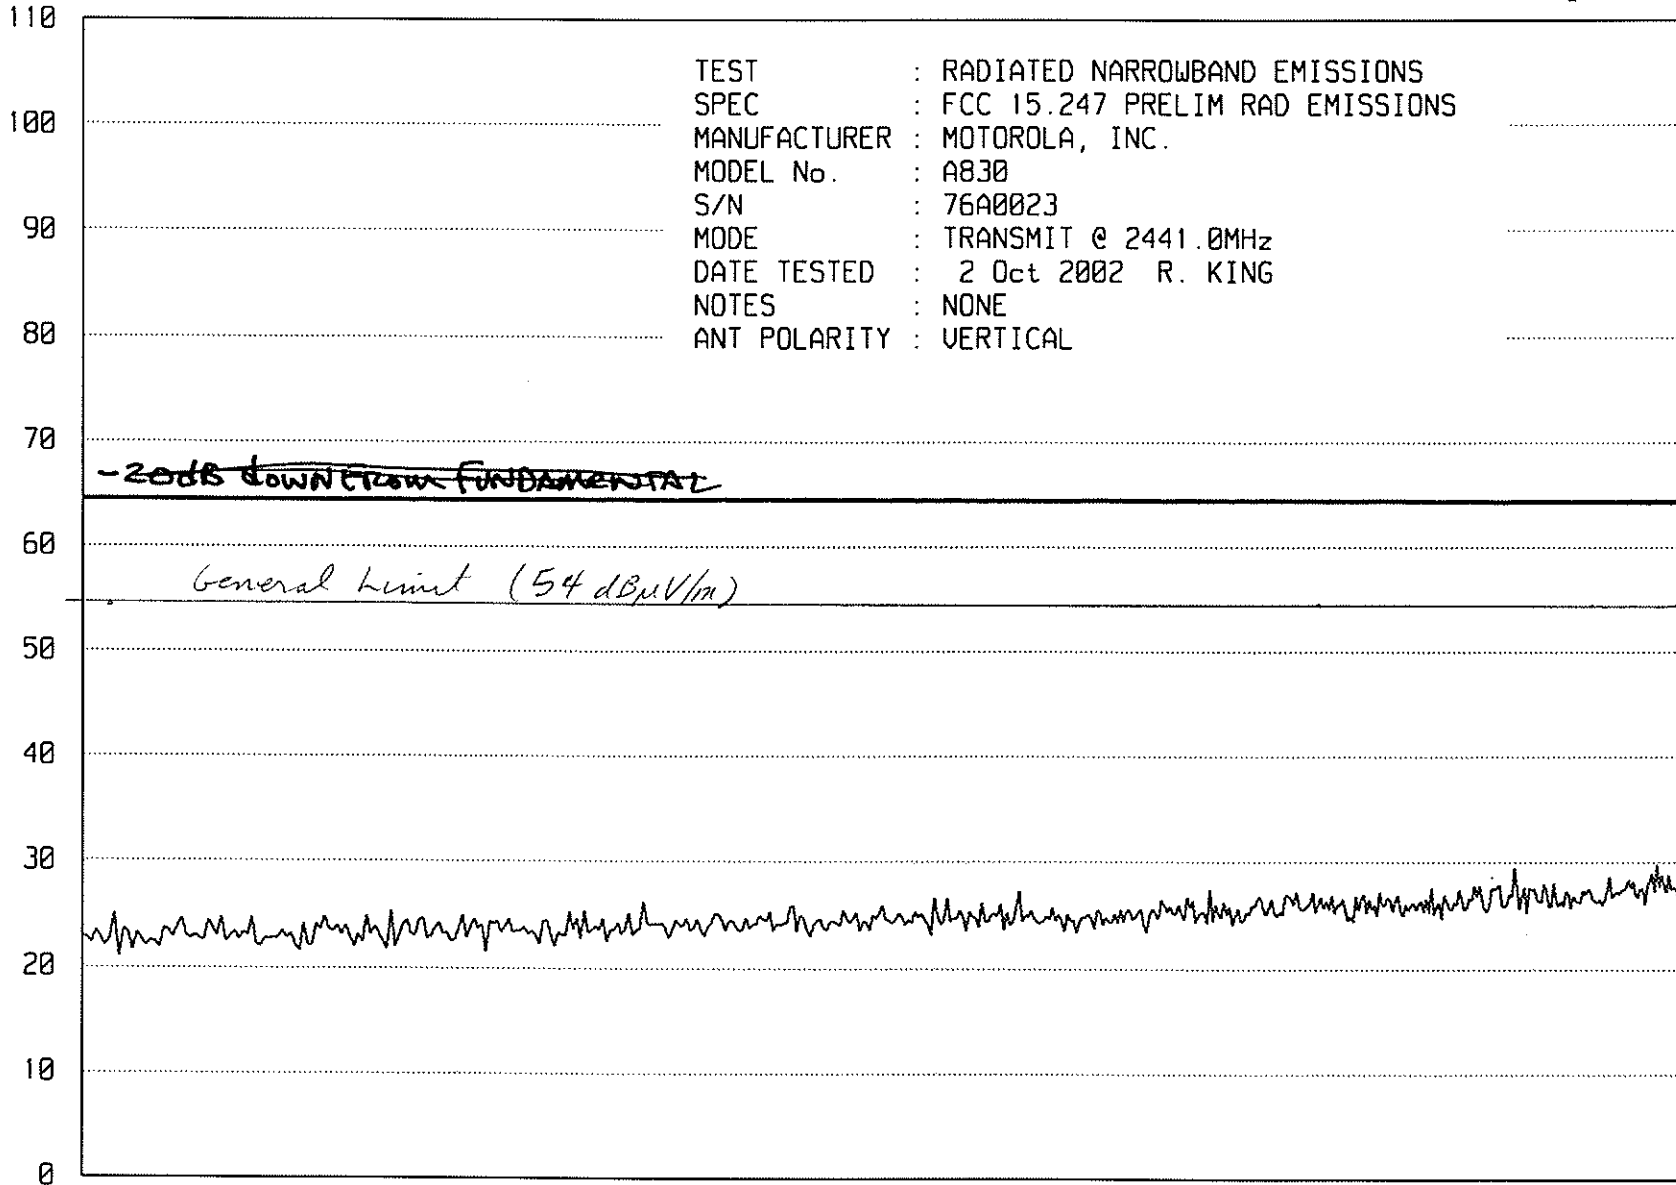 110
TEST : RADIATED NARROWBAND EMISSIONS
SPEC : FCC 15.247 PRELIM RAD EMISSIONS
100
MANUFACTURER : MOTOROLA, INC.
MODEL No. : A830
S/N : 76A0023
90
MODE : TRANSMIT @ 2441.0MHz
DATE TESTED : 2 Oct 2002 R. KING
NOTES : NONE
80
ANT POLARITY : VERTICAL
70
-20dB down FROM FUNDAMENTAL
60
General Limit (54 dBµV/m)
50
40
30
20
10
0